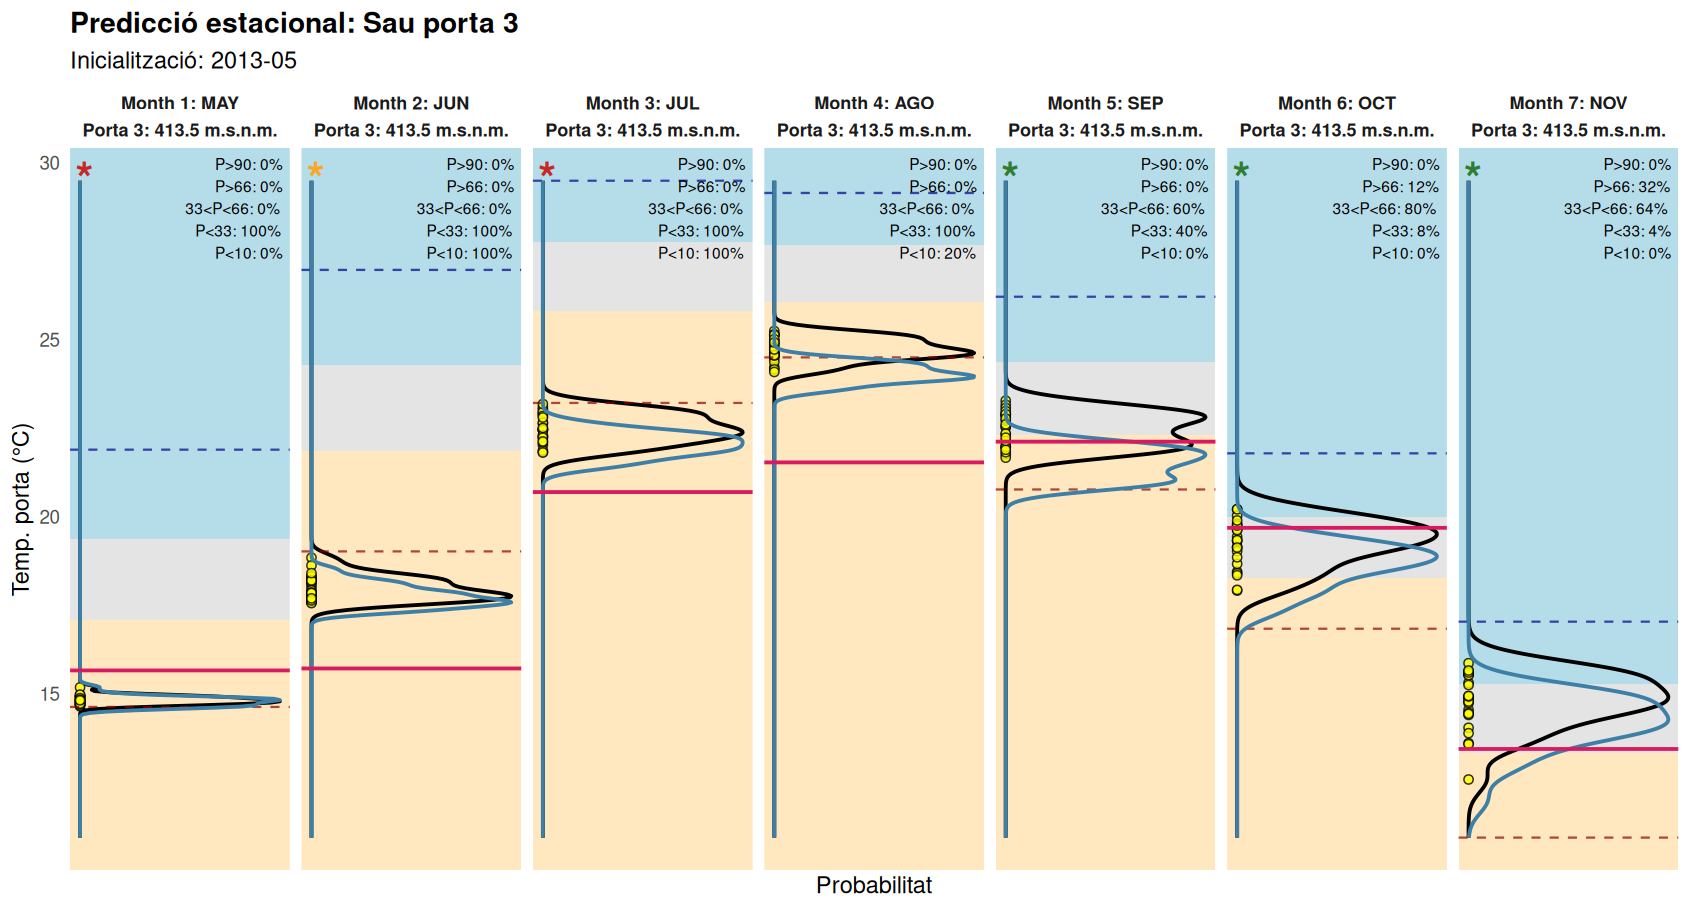 Predicció estacional: Sau porta 3
Inicialització: 2013-05
Month 1: MAY
Porta 3: 413.5 m.s.n.m.
Month 2: JUN
Porta 3: 413.5 m.s.n.m.
Month 3: JUL
Porta 3: 413.5 m.s.n.m.
Month 4: AGO
Porta 3: 413.5 m.s.n.m.
Month 5: SEP
Porta 3: 413.5 m.s.n.m.
Month 6: OCT
Porta 3: 413.5 m.s.n.m.
Month 7: NOV
Porta 3: 413.5 m.s.n.m.
Temp. porta (°C)
30
25
20
15
*
P>90: 0%
P>66: 0%
33<P<66: 0%
P<33: 100%
P<10: 0%
*
P>90: 0%
P>66: 0%
33<P<66: 0%
P<33: 100%
P<10: 100%
*
P>90: 0%
P>66: 0%
33<P<66: 0%
P<33: 100%
P<10: 100%
P>90: 0%
P>66: 0%
33<P<66: 0%
P<33: 100%
P<10: 20%
*
P>90: 0%
P>66: 0%
33<P<66: 60%
P<33: 40%
P<10: 0%
*
P>90: 0%
P>66: 12%
33<P<66: 80%
P<33: 8%
P<10: 0%
*
P>90: 0%
P>66: 32%
33<P<66: 64%
P<33: 4%
P<10: 0%
Probabilitat